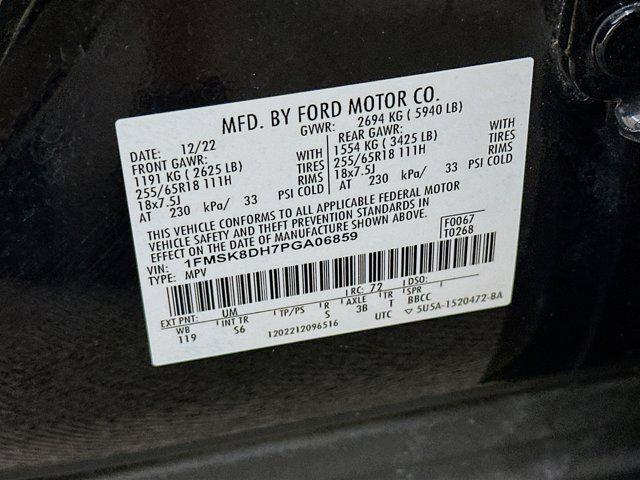 MFD. BY FORD MOTOR CO.
DATE: 12/22 GVWR: 2694 KG ( 5940 LB)
FRONT GAWR: REAR GAWR:
1191 KG ( 2625 LB) WITH 1554 KG ( 3425 LB) WITH
255/65R18 111H TIRES 255/65R18 111H TIRES
18x7.5J RIMS 18x7.5J RIMS
AT 230 kPa/ 33 PSI COLD AT 230 kPa/ 33 PSI COLD
THIS VEHICLE CONFORMS TO ALL APPLICABLE FEDERAL MOTOR
VEHICLE SAFETY AND THEFT PREVENTION STANDARDS IN
EFFECT ON THE DATE OF MANUFACTURE SHOWN ABOVE.
VIN: 1FMSK8DH7PGA06859 F0067
TYPE: MPV T0268
EXT PNT: UM RC: 72 DSO:
WB INT TR TP/PS R AXLE TR SPR
119 S6 S 3B T BBCC
1202212096516 UTC ▽ 5U5A-1520472-BA